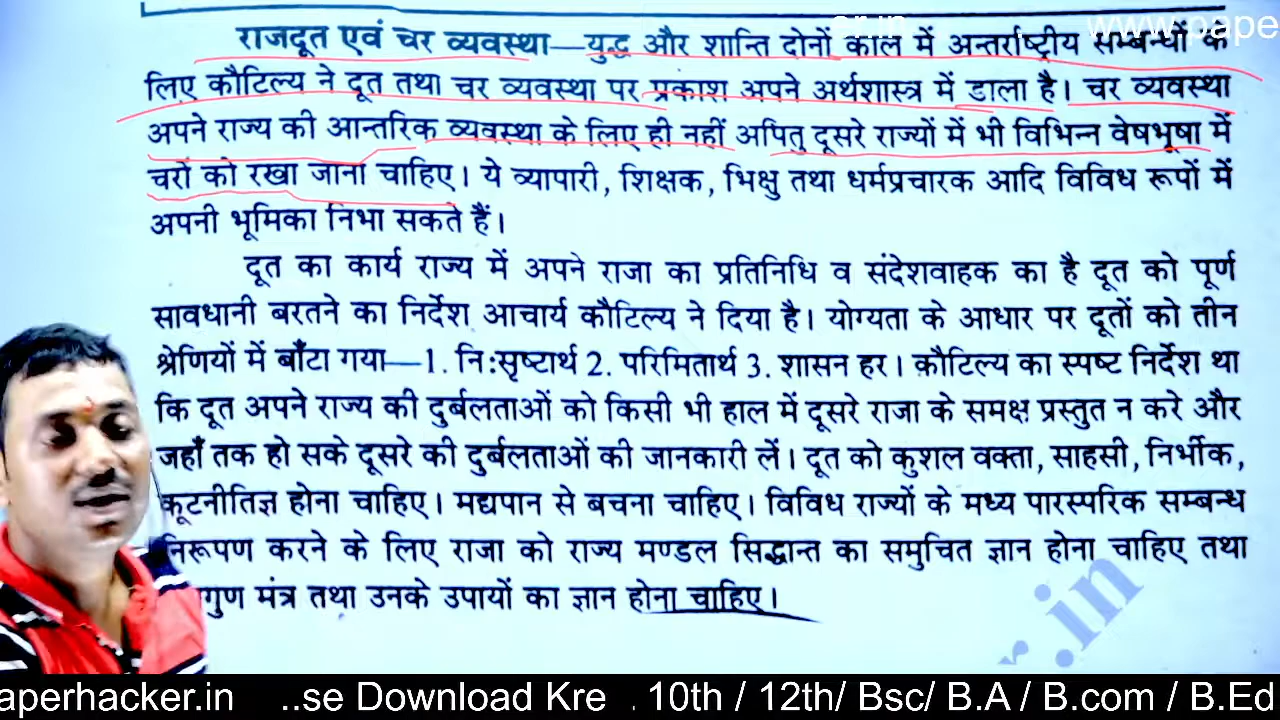 er.in www.pape
राजदूत एवं चर व्यवस्था—युद्ध और शान्ति दोनों काल में अन्तर्राष्ट्रीय सम्बन्धों के
लिए कौटिल्य ने दूत तथा चर व्यवस्था पर प्रकाश अपने अर्थशास्त्र में डाला है। चर व्यवस्था
अपने राज्य की आन्तरिक व्यवस्था के लिए ही नहीं अपितु दूसरे राज्यों में भी विभिन्न वेषभूषा में
चरों को रखा जाना चाहिए। ये व्यापारी, शिक्षक, भिक्षु तथा धर्मप्रचारक आदि विविध रूपों में
अपनी भूमिका निभा सकते हैं।
दूत का कार्य राज्य में अपने राजा का प्रतिनिधि व संदेशवाहक का है दूत को पूर्ण
सावधानी बरतने का निर्देश आचार्य कौटिल्य ने दिया है। योग्यता के आधार पर दूतों को तीन
श्रेणियों में बाँटा गया—1. नि:सृष्टार्थ 2. परिमितार्थ 3. शासन हर। कौटिल्य का स्पष्ट निर्देश था
कि दूत अपने राज्य की दुर्बलताओं को किसी भी हाल में दूसरे राजा के समक्ष प्रस्तुत न करे और
जहाँ तक हो सके दूसरे की दुर्बलताओं की जानकारी लें। दूत को कुशल वक्ता, साहसी, निर्भीक,
कूटनीतिज्ञ होना चाहिए। मद्यपान से बचना चाहिए। विविध राज्यों के मध्य पारस्परिक सम्बन्ध
निरूपण करने के लिए राजा को राज्य मण्डल सिद्धान्त का समुचित ज्ञान होना चाहिए तथा
गुण मंत्र तथा उनके उपायों का ज्ञान होना चाहिए।
r.in
aperhacker.in ..se Download Kre . 10th / 12th/ Bsc/ B.A / B.com / B.Ed